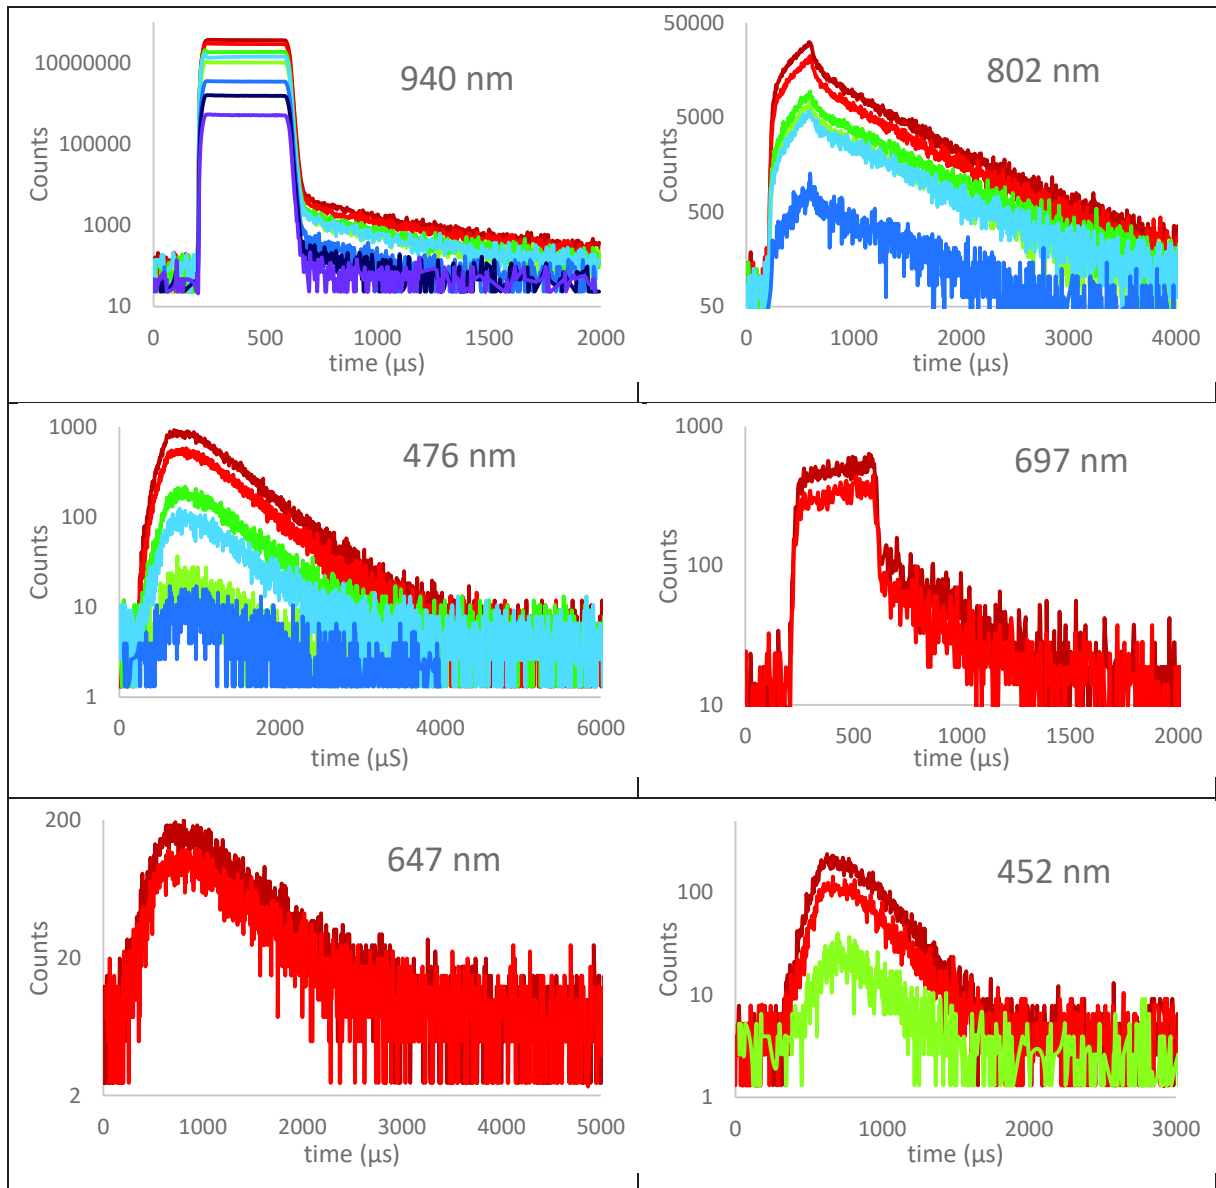 940 nm
Counts
10000000
100000
1000
10
0 500 1000 1500 2000
time (µs)
802 nm
Counts
50000
5000
500
50
0 1000 2000 3000 4000
time (µs)
476 nm
Counts
1000
100
10
1
0 2000 4000 6000
time (µS)
697 nm
Counts
1000
100
10
0 500 1000 1500 2000
time (µs)
647 nm
Counts
200
20
2
0 1000 2000 3000 4000 5000
time (µs)
452 nm
Counts
100
10
1
0 1000 2000 3000
time (µs)